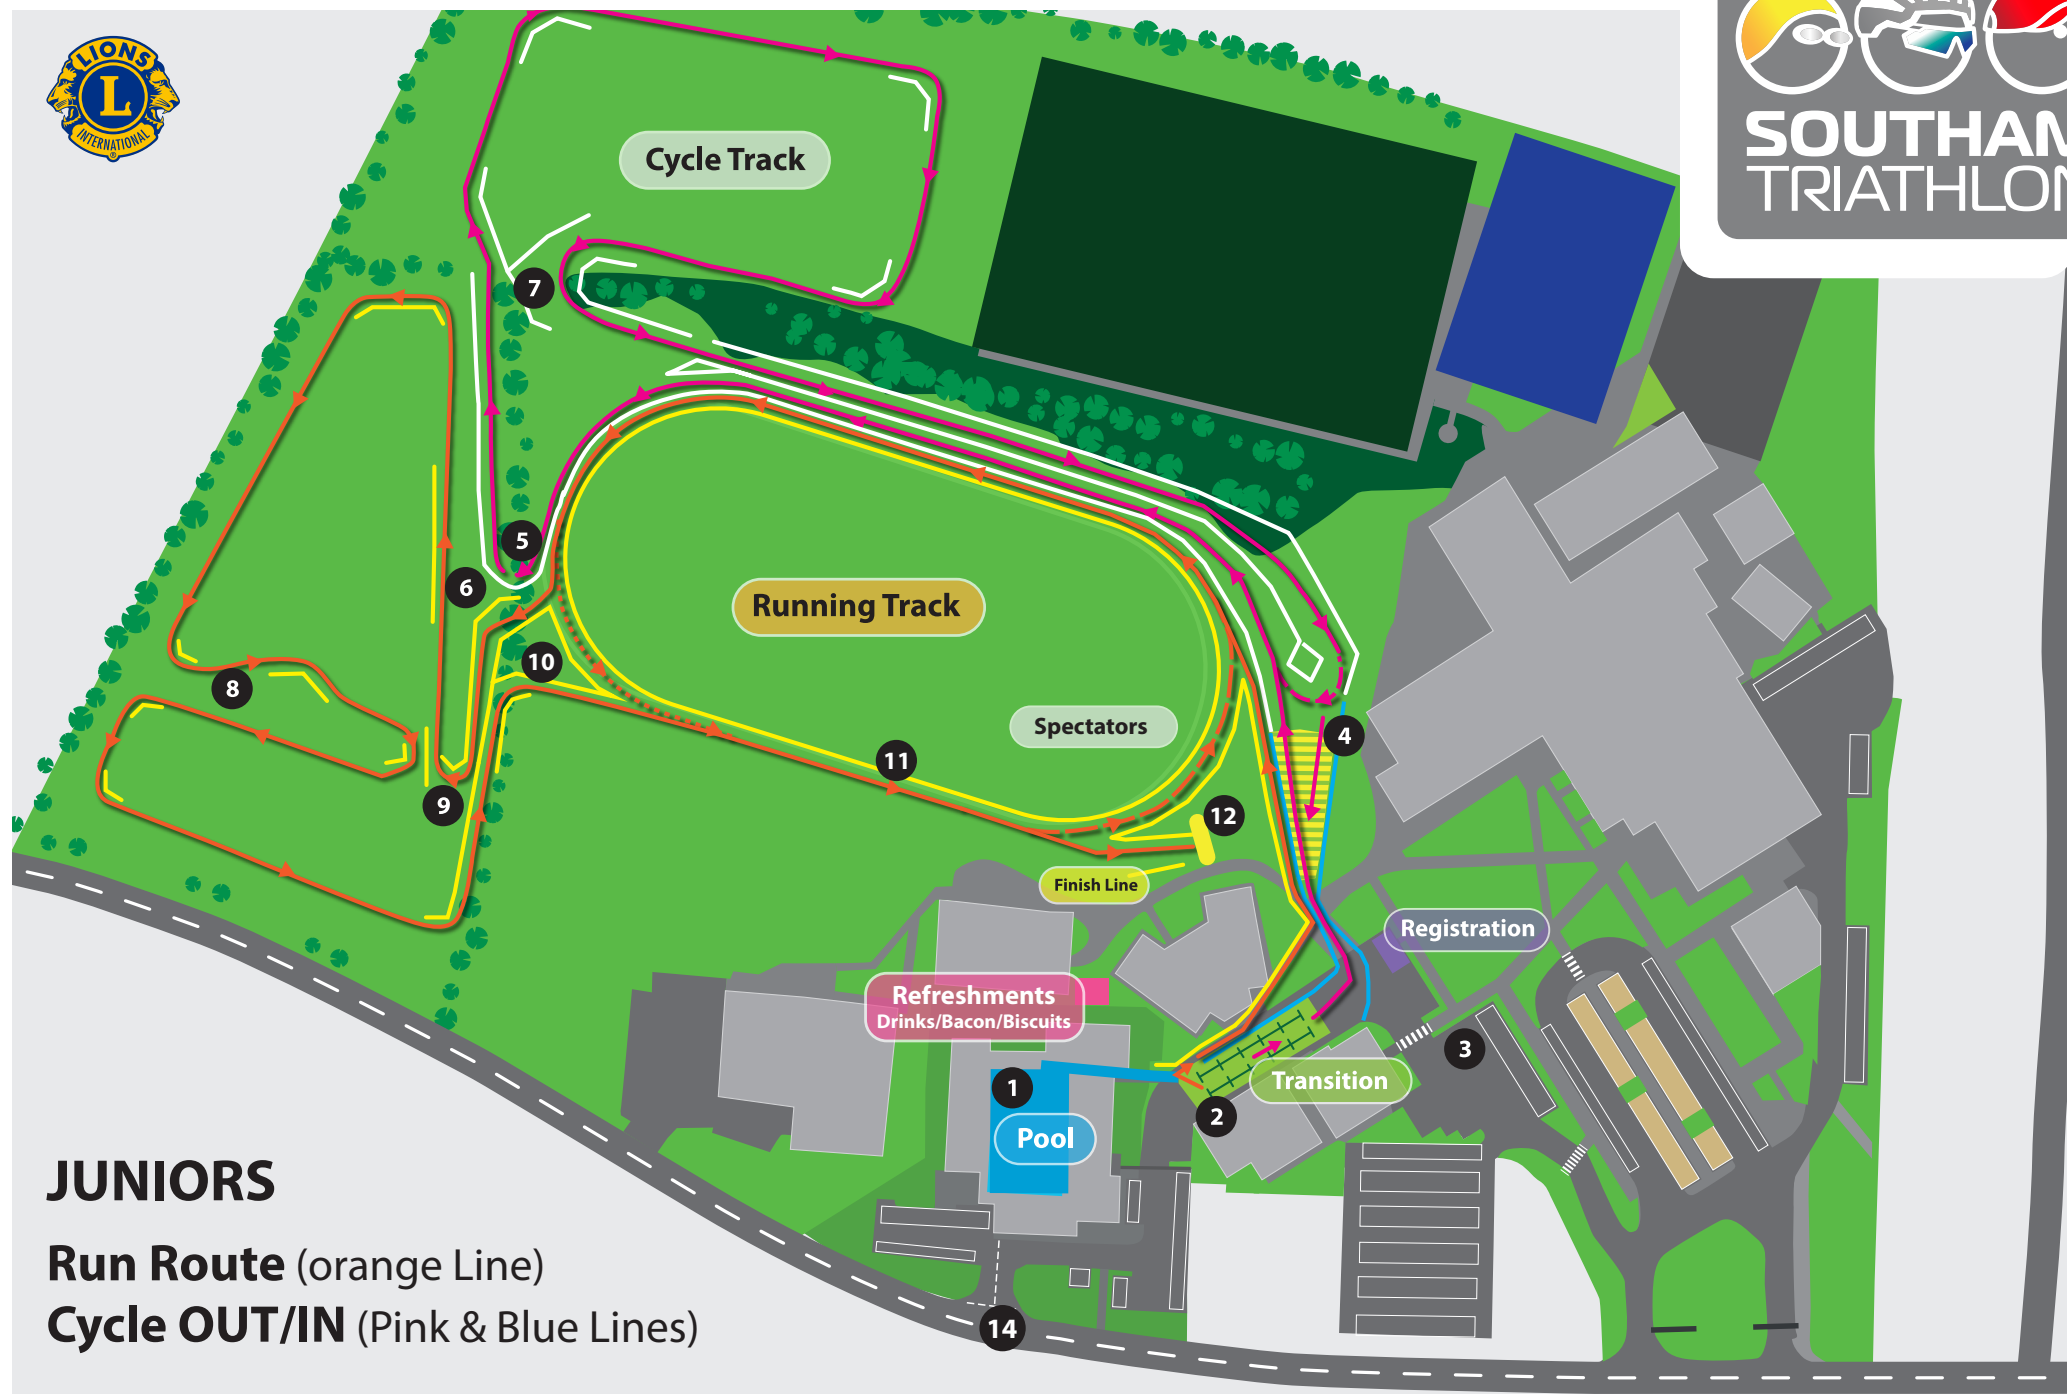 LIONS
L
INTERNATIONAL
®
SOUTHAM
TRIATHLON
Cycle Track
7
5
6
Running Track
10
8
Spectators
4
11
9
12
Finish Line
Registration
Refreshments
Drinks/Bacon/Biscuits
3
1
Transition
2
Pool
JUNIORS
Run Route (orange Line)
Cycle OUT/IN (Pink & Blue Lines)
14